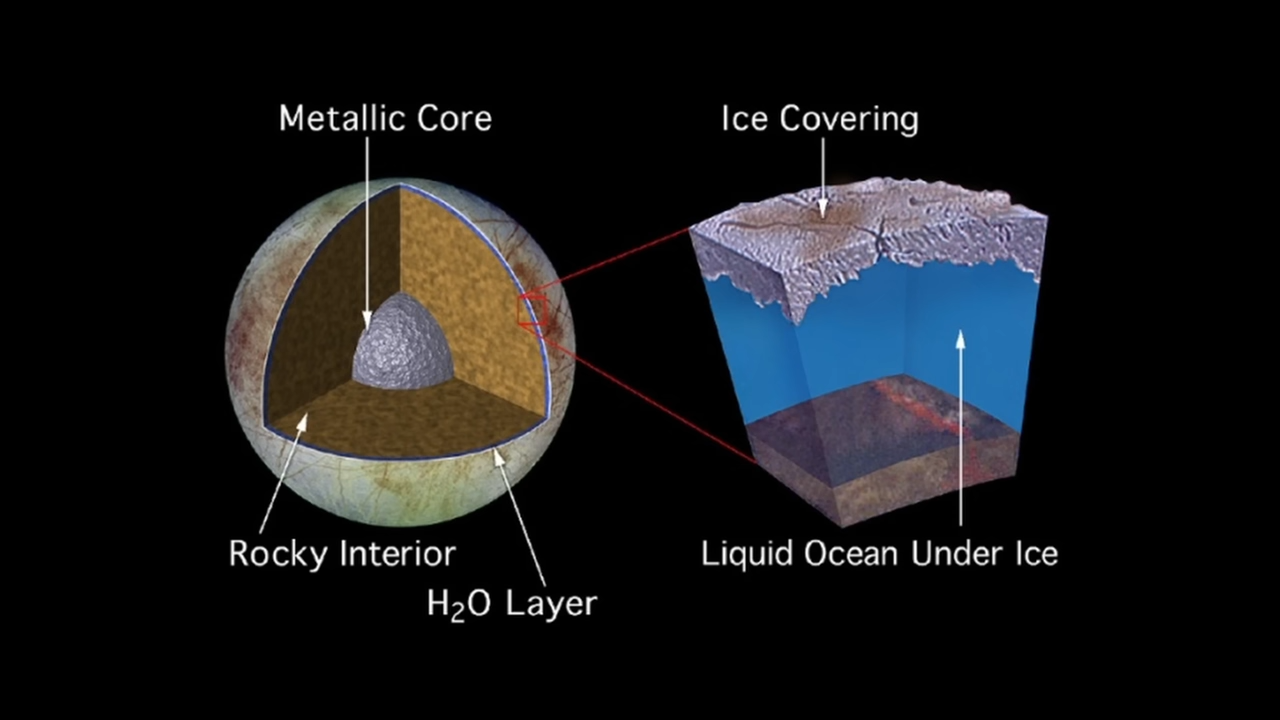 Metallic Core
Ice Covering
Rocky Interior
Liquid Ocean Under Ice
H₂O Layer